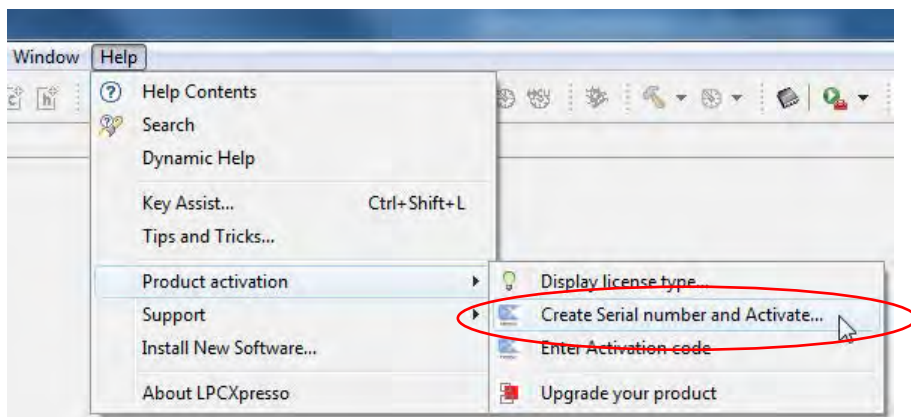 Window Help
Help Contents
Search
Dynamic Help
Key Assist... Ctrl+Shift+L
Tips and Tricks...
Product activation
Display license type...
Support
Create Serial number and Activate...
Install New Software...
Enter Activation code
About LPCXpresso
Upgrade your product